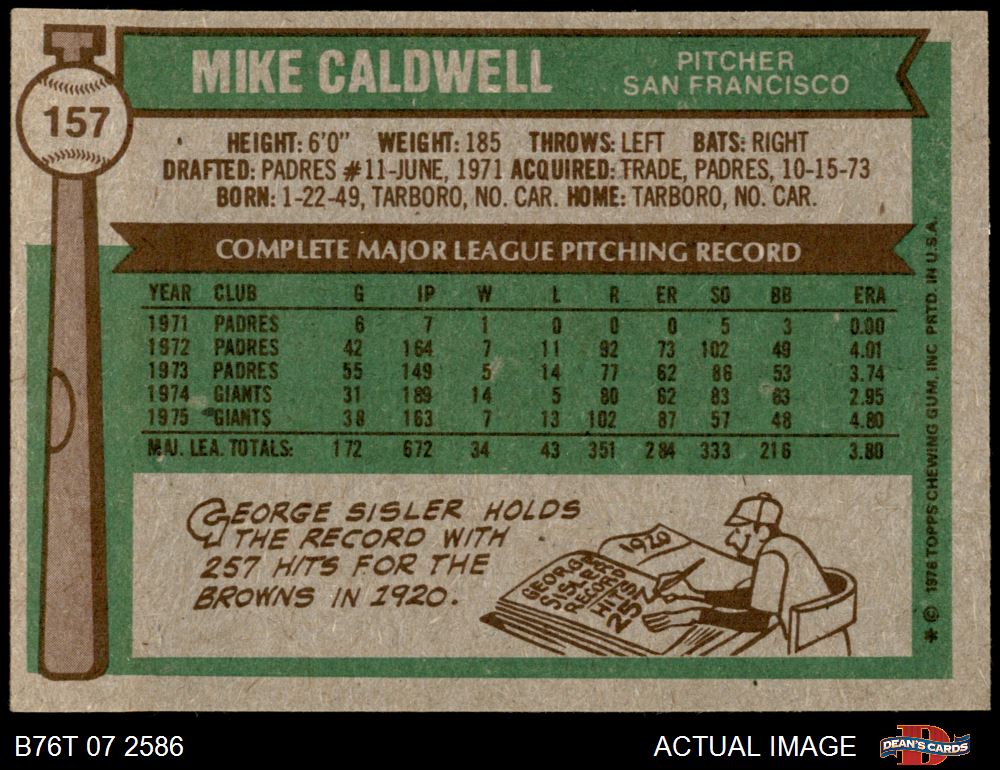 157
MIKE CALDWELL
PITCHER
SAN FRANCISCO
HEIGHT: 6'0" WEIGHT: 185 THROWS: LEFT BATS: RIGHT
DRAFTED: PADRES #11-JUNE, 1971 ACQUIRED: TRADE, PADRES, 10-15-73
BORN: 1-22-49, TARBORO, NO. CAR. HOME: TARBORO, NO. CAR.
COMPLETE MAJOR LEAGUE PITCHING RECORD
YEAR CLUB G IP W L R ER SO BB ERA
1971 PADRES 6 7 1 0 0 0 5 3 0.00
1972 PADRES 42 164 7 11 92 73 102 49 4.01
1973 PADRES 55 149 5 14 77 62 86 53 3.74
1974 GIANTS 31 189 14 5 80 62 83 63 2.95
1975 GIANTS 38 163 7 13 102 87 57 48 4.80
MAJ. LEA. TOTALS: 172 672 34 43 351 284 333 216 3.80
GEORGE SISLER HOLDS
THE RECORD WITH
257 HITS FOR THE
BROWNS IN 1920.
1920
GEORGE
SISLER
RECORD
HITS
257
* © 1976 TOPPS CHEWING GUM, INC PRTD. IN U.S.A.
B76T 07 2586
ACTUAL IMAGE
D
DEAN'S CARDS